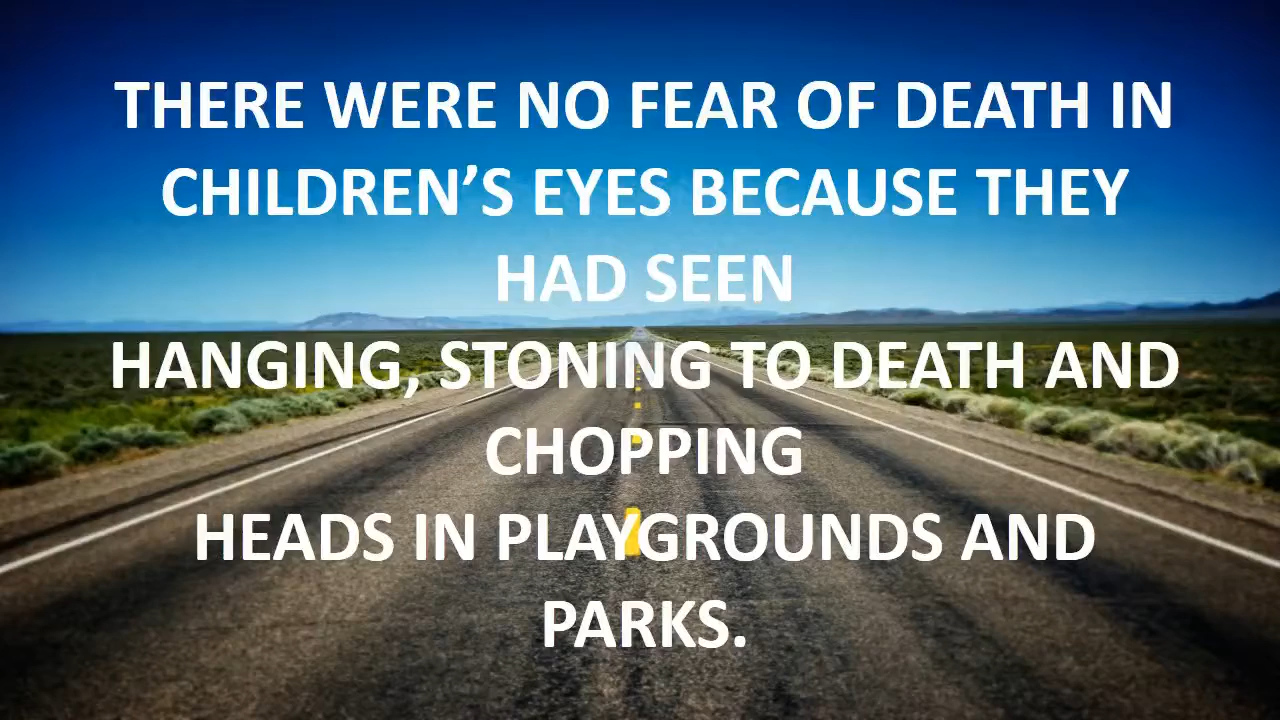 THERE WERE NO FEAR OF DEATH IN
CHILDREN’S EYES BECAUSE THEY
HAD SEEN
HANGING, STONING TO DEATH AND
CHOPPING
HEADS IN PLAYGROUNDS AND
PARKS.